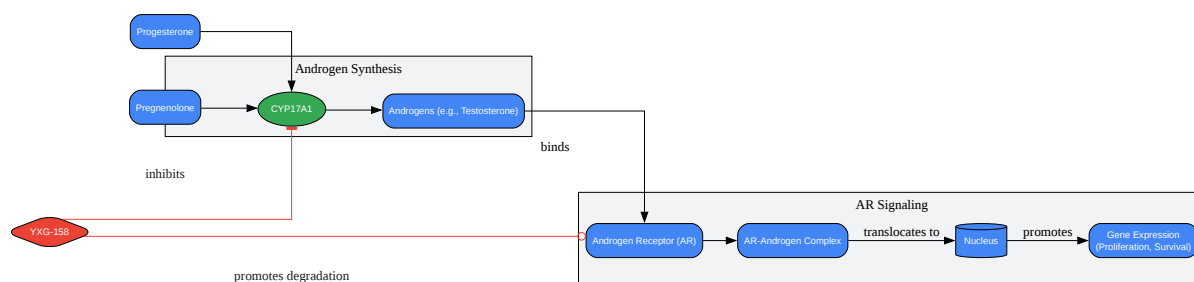 Progesterone
Androgen Synthesis
Pregnenolone
CYP17A1
Androgens (e.g., Testosterone)
binds
inhibits
AR Signaling
YXG-158
Androgen Receptor (AR)
AR-Androgen Complex
translocates to
Nucleus
promotes
Gene Expression
(Proliferation, Survival)
promotes degradation